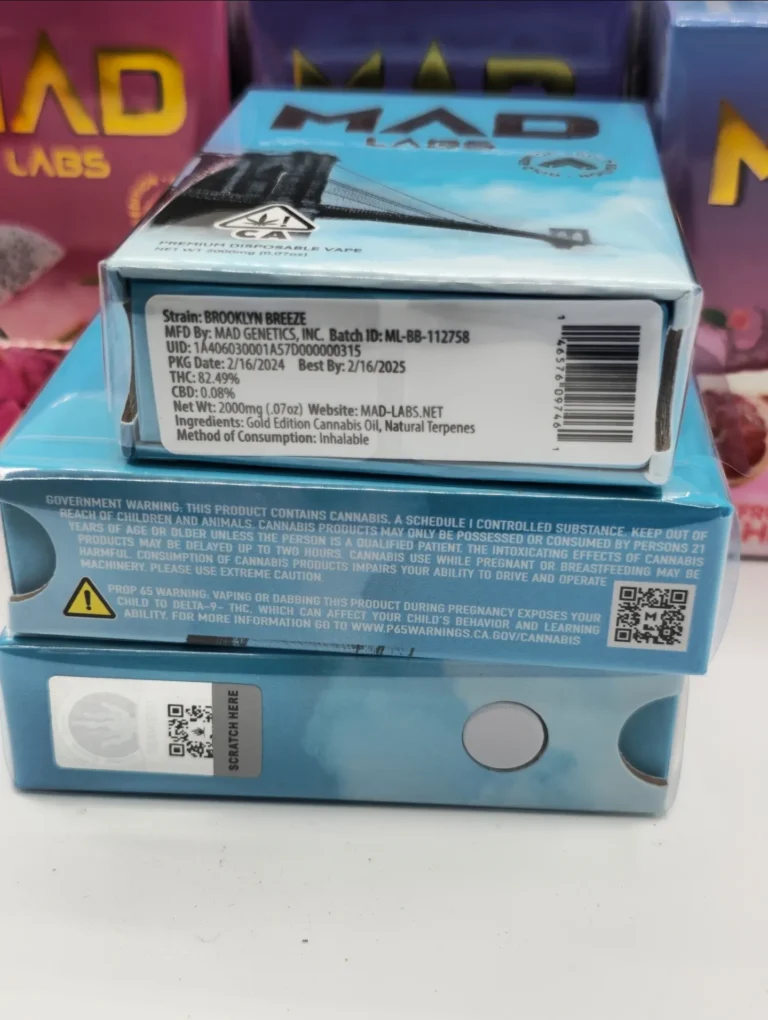 MAD
LABS
MAD
LABS
CA
PREMIUM DISPOSABLE VAPE
NET WT 2000mg (0.07oz)
Strain: BROOKLYN BREEZE
MFD By: MAD GENETICS, INC. Batch ID: ML-BB-112758
UID: 1A406030001A57D000000315
PKG Date: 2/16/2024 Best By: 2/16/2025
THC: 82.49%
CBD: 0.08%
Net Wt: 2000mg (.07oz) Website: MAD-LABS.NET
Ingredients: Gold Edition Cannabis Oil, Natural Terpenes
Method of Consumption: Inhalable
1 46576 09746 1
GOVERNMENT WARNING: THIS PRODUCT CONTAINS CANNABIS, A SCHEDULE I CONTROLLED SUBSTANCE. KEEP OUT OF
REACH OF CHILDREN AND ANIMALS. CANNABIS PRODUCTS MAY ONLY BE POSSESSED OR CONSUMED BY PERSONS 21
YEARS OF AGE OR OLDER UNLESS THE PERSON IS A QUALIFIED PATIENT. THE INTOXICATING EFFECTS OF CANNABIS
PRODUCTS MAY BE DELAYED UP TO TWO HOURS. CANNABIS USE WHILE PREGNANT OR BREASTFEEDING MAY BE
HARMFUL. CONSUMPTION OF CANNABIS PRODUCTS IMPAIRS YOUR ABILITY TO DRIVE AND OPERATE
MACHINERY. PLEASE USE EXTREME CAUTION.
PROP 65 WARNING: VAPING OR DABBING THIS PRODUCT DURING PREGNANCY EXPOSES YOUR
CHILD TO DELTA-9- THC, WHICH CAN AFFECT YOUR CHILD'S BEHAVIOR AND LEARNING
ABILITY. FOR MORE INFORMATION GO TO WWW.P65WARNINGS.CA.GOV/CANNABIS
SCRATCH HERE